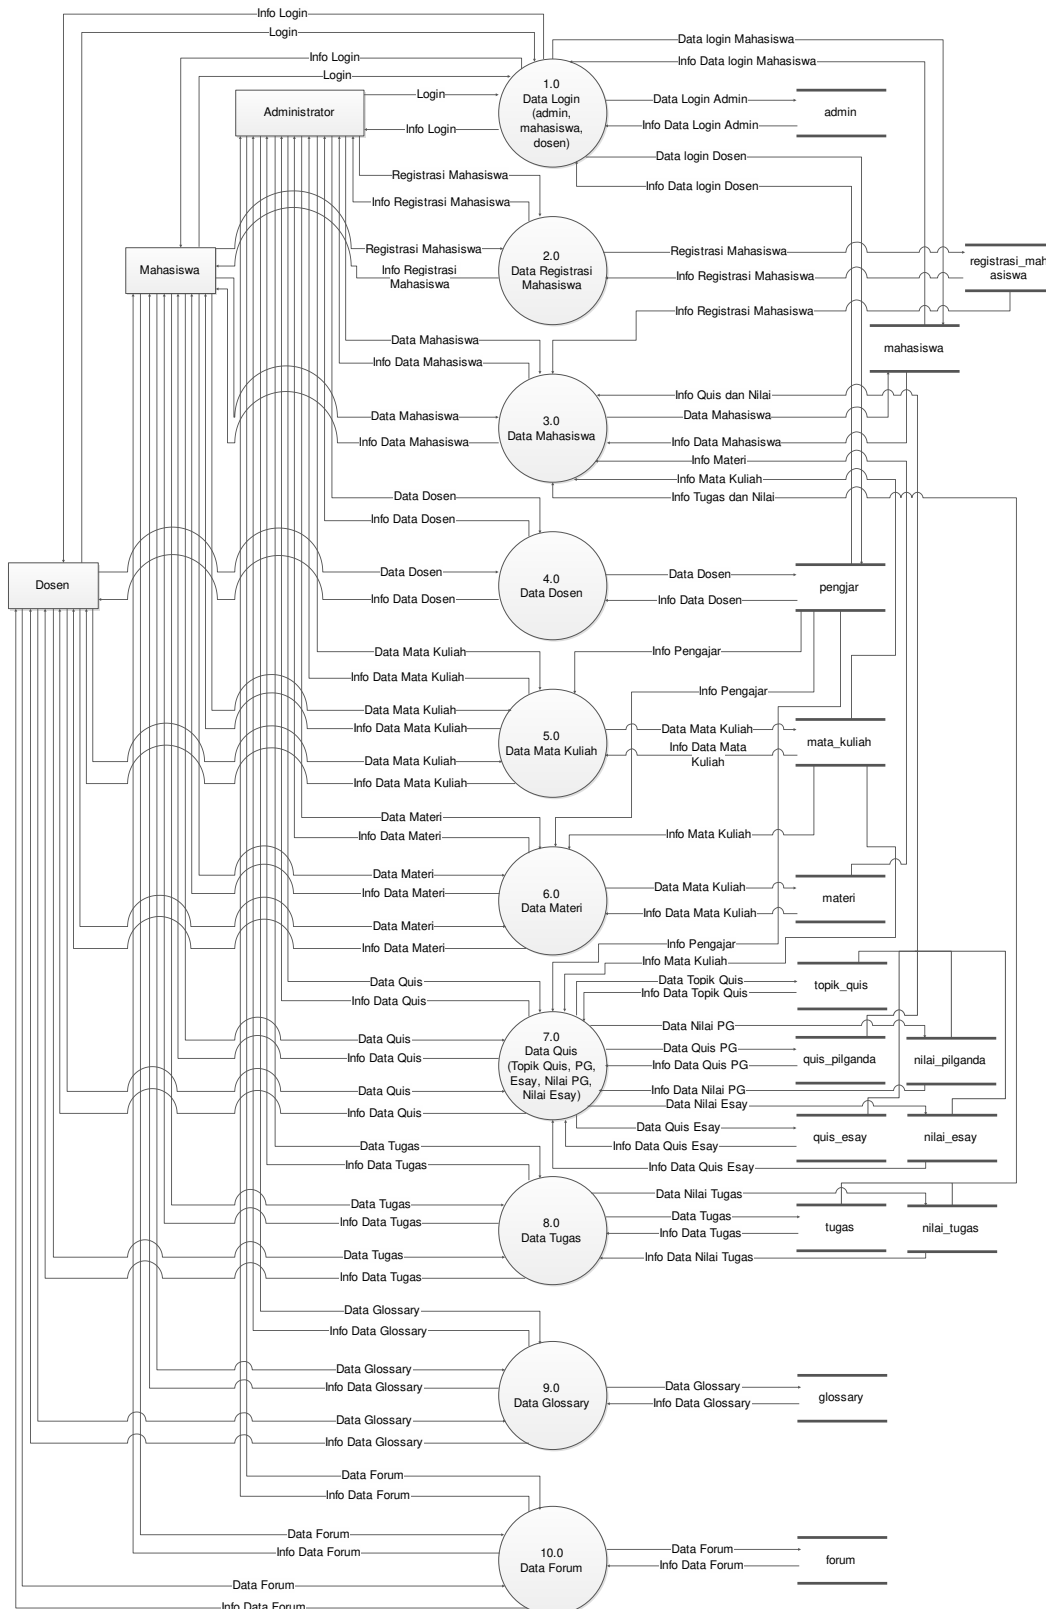 Info Login
Login
Data login Mahasiswa
Info Login
Info Data login Mahasiswa
Login
1.0
Data Login
(admin,
mahasiswa,
dosen)
Login
Data Login Admin
Administrator
admin
Info Login
Info Data Login Admin
Data login Dosen
Registrasi Mahasiswa
Info Data login Dosen
Info Registrasi Mahasiswa
Registrasi Mahasiswa
2.0
Data Registrasi
Mahasiswa
Registrasi Mahasiswa
registrasi_mah
asiswa
Mahasiswa
Info Registrasi
Mahasiswa
Info Registrasi Mahasiswa
Info Registrasi Mahasiswa
Data Mahasiswa
mahasiswa
Info Data Mahasiswa
Info Quis dan Nilai
Data Mahasiswa
Data Mahasiswa
3.0
Data Mahasiswa
Info Data Mahasiswa
Info Data Mahasiswa
Info Materi
Info Mata Kuliah
Data Dosen
Info Tugas dan Nilai
Info Data Dosen
Dosen
Data Dosen
4.0
Data Dosen
Data Dosen
pengjar
Info Data Dosen
Info Data Dosen
Data Mata Kuliah
Info Pengajar
Info Data Mata Kuliah
Info Pengajar
Data Mata Kuliah
Info Data Mata Kuliah
5.0
Data Mata Kuliah
Data Mata Kuliah
mata_kuliah
Info Data Mata
Kuliah
Data Mata Kuliah
Info Data Mata Kuliah
Data Materi
Info Data Materi
Info Mata Kuliah
Data Materi
Info Data Materi
6.0
Data Materi
Data Mata Kuliah
materi
Info Data Mata Kuliah
Data Materi
Info Data Materi
Info Pengajar
Info Mata Kuliah
Data Quis
Data Topik Quis
topik_quis
Info Data Quis
Info Data Topik Quis
Data Nilai PG
Data Quis
7.0
Data Quis
(Topik Quis, PG,
Esay, Nilai PG,
Nilai Esay)
Data Quis PG
quis_pilganda
nilai_pilganda
Info Data Quis
Info Data Quis PG
Data Quis
Info Data Nilai PG
Data Nilai Esay
Info Data Quis
Data Quis Esay
quis_esay
nilai_esay
Data Tugas
Info Data Quis Esay
Info Data Tugas
Info Data Quis Esay
Data Nilai Tugas
Data Tugas
Info Data Tugas
8.0
Data Tugas
Data Tugas
tugas
nilai_tugas
Info Data Tugas
Data Tugas
Info Data Nilai Tugas
Info Data Tugas
Data Glossary
Info Data Glossary
Data Glossary
Info Data Glossary
9.0
Data Glossary
Data Glossary
glossary
Info Data Glossary
Data Glossary
Info Data Glossary
Data Forum
Info Data Forum
Data Forum
Info Data Forum
10.0
Data Forum
Data Forum
forum
Info Data Forum
Data Forum
Info Data Forum